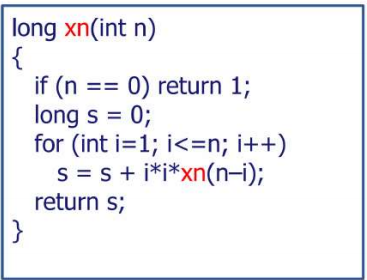 long xn(int n)
{
if (n == 0) return 1;
long s = 0;
for (int i=1; i<=n; i++)
s = s + i*i*xn(n–i);
return s;
}